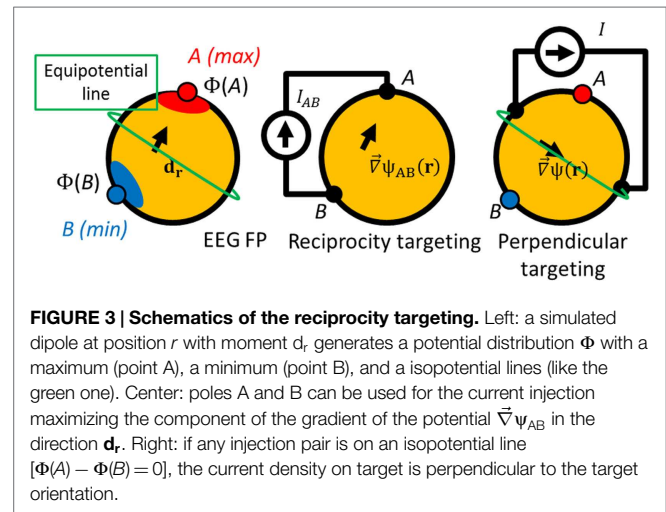 Equipotential
line
A (max)
Φ(A)
d_r
Φ(B)
B (min)
EEG FP
A
I_AB
∇⃗ψ_AB(r)
B
Reciprocity targeting
I
A
∇⃗ψ(r)
B
Perpendicular
targeting
FIGURE 3 | Schematics of the reciprocity targeting. Left: a simulated
dipole at position r with moment d_r generates a potential distribution Φ with a
maximum (point A), a minimum (point B), and a isopotential lines (like the
green one). Center: poles A and B can be used for the current injection
maximizing the component of the gradient of the potential ∇⃗ψ_AB in the
direction d_r. Right: if any injection pair is on an isopotential line
[Φ(A) − Φ(B) = 0], the current density on target is perpendicular to the target
orientation.